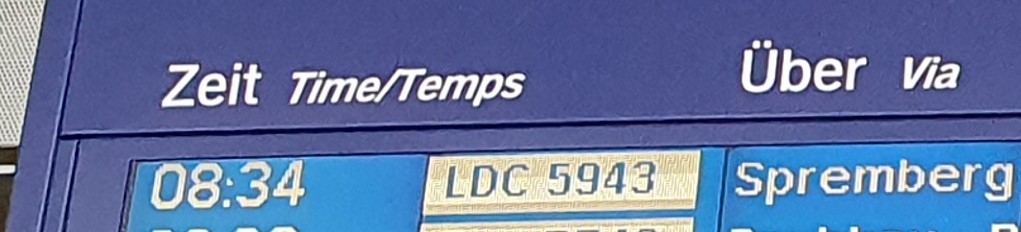 Zeit Time/Temps Über Via
08:34 LDC 5943 Spremberg